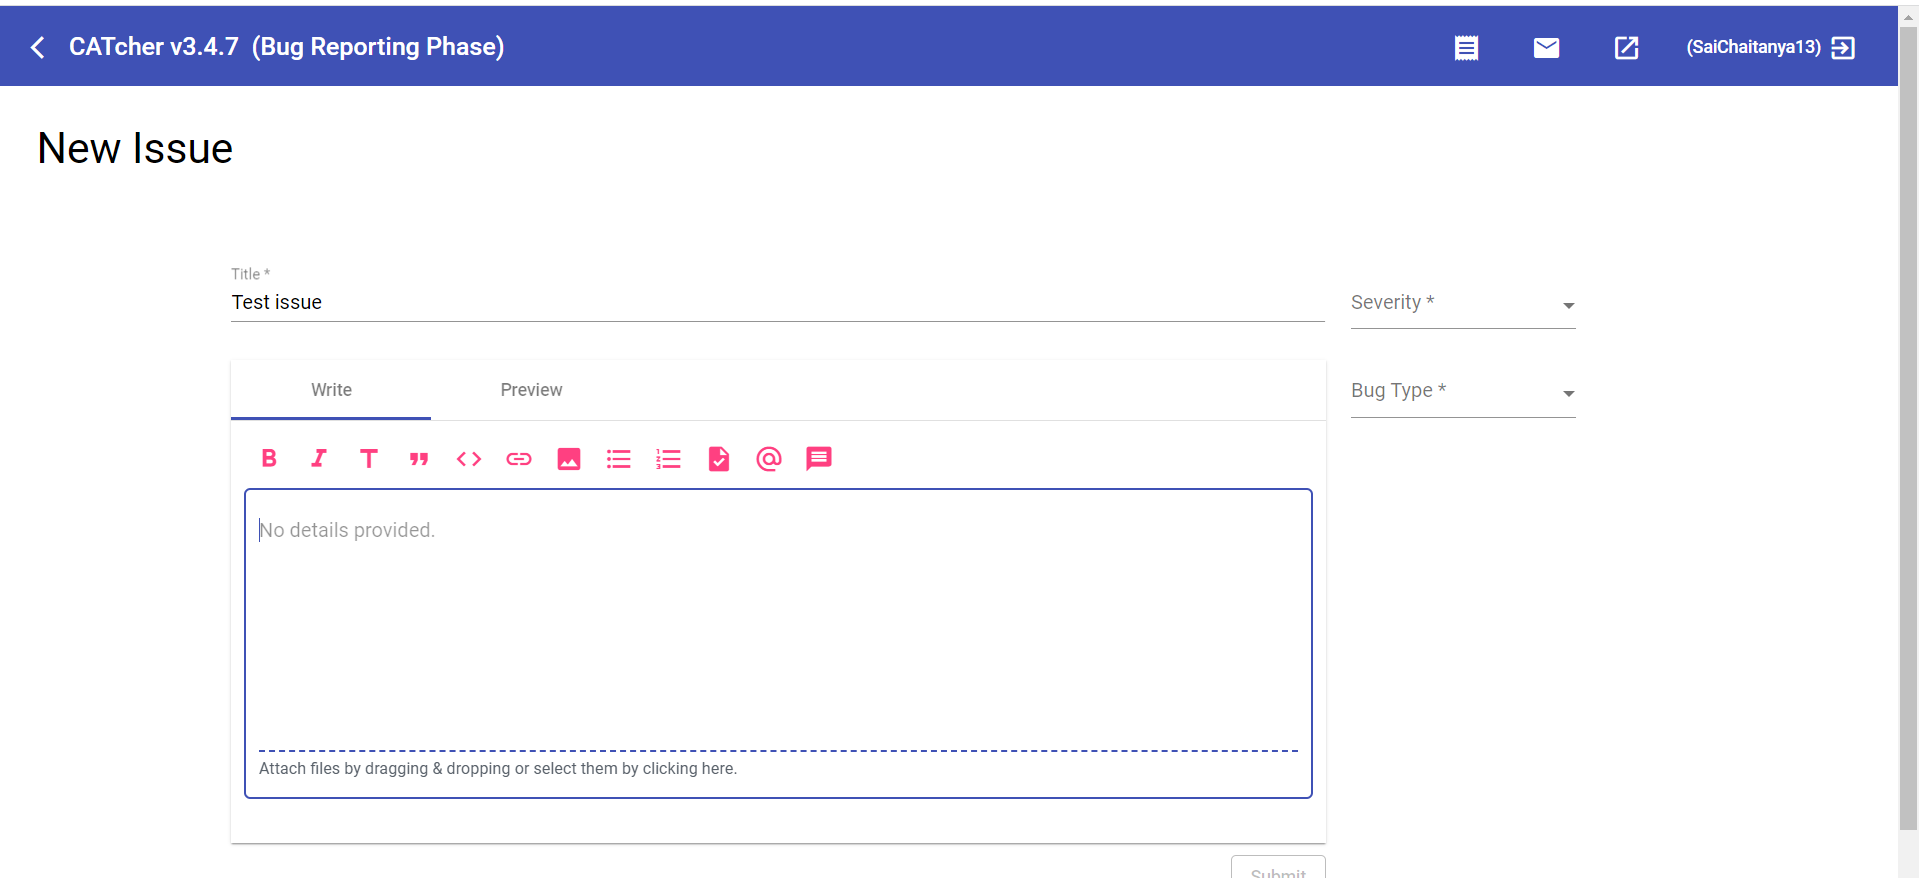 CATcher v3.4.7 (Bug Reporting Phase)
(SaiChaitanya13)
New Issue
Title *
Test issue
Severity *
Write
Preview
Bug Type *
No details provided.
Attach files by dragging & dropping or select them by clicking here.
Submit